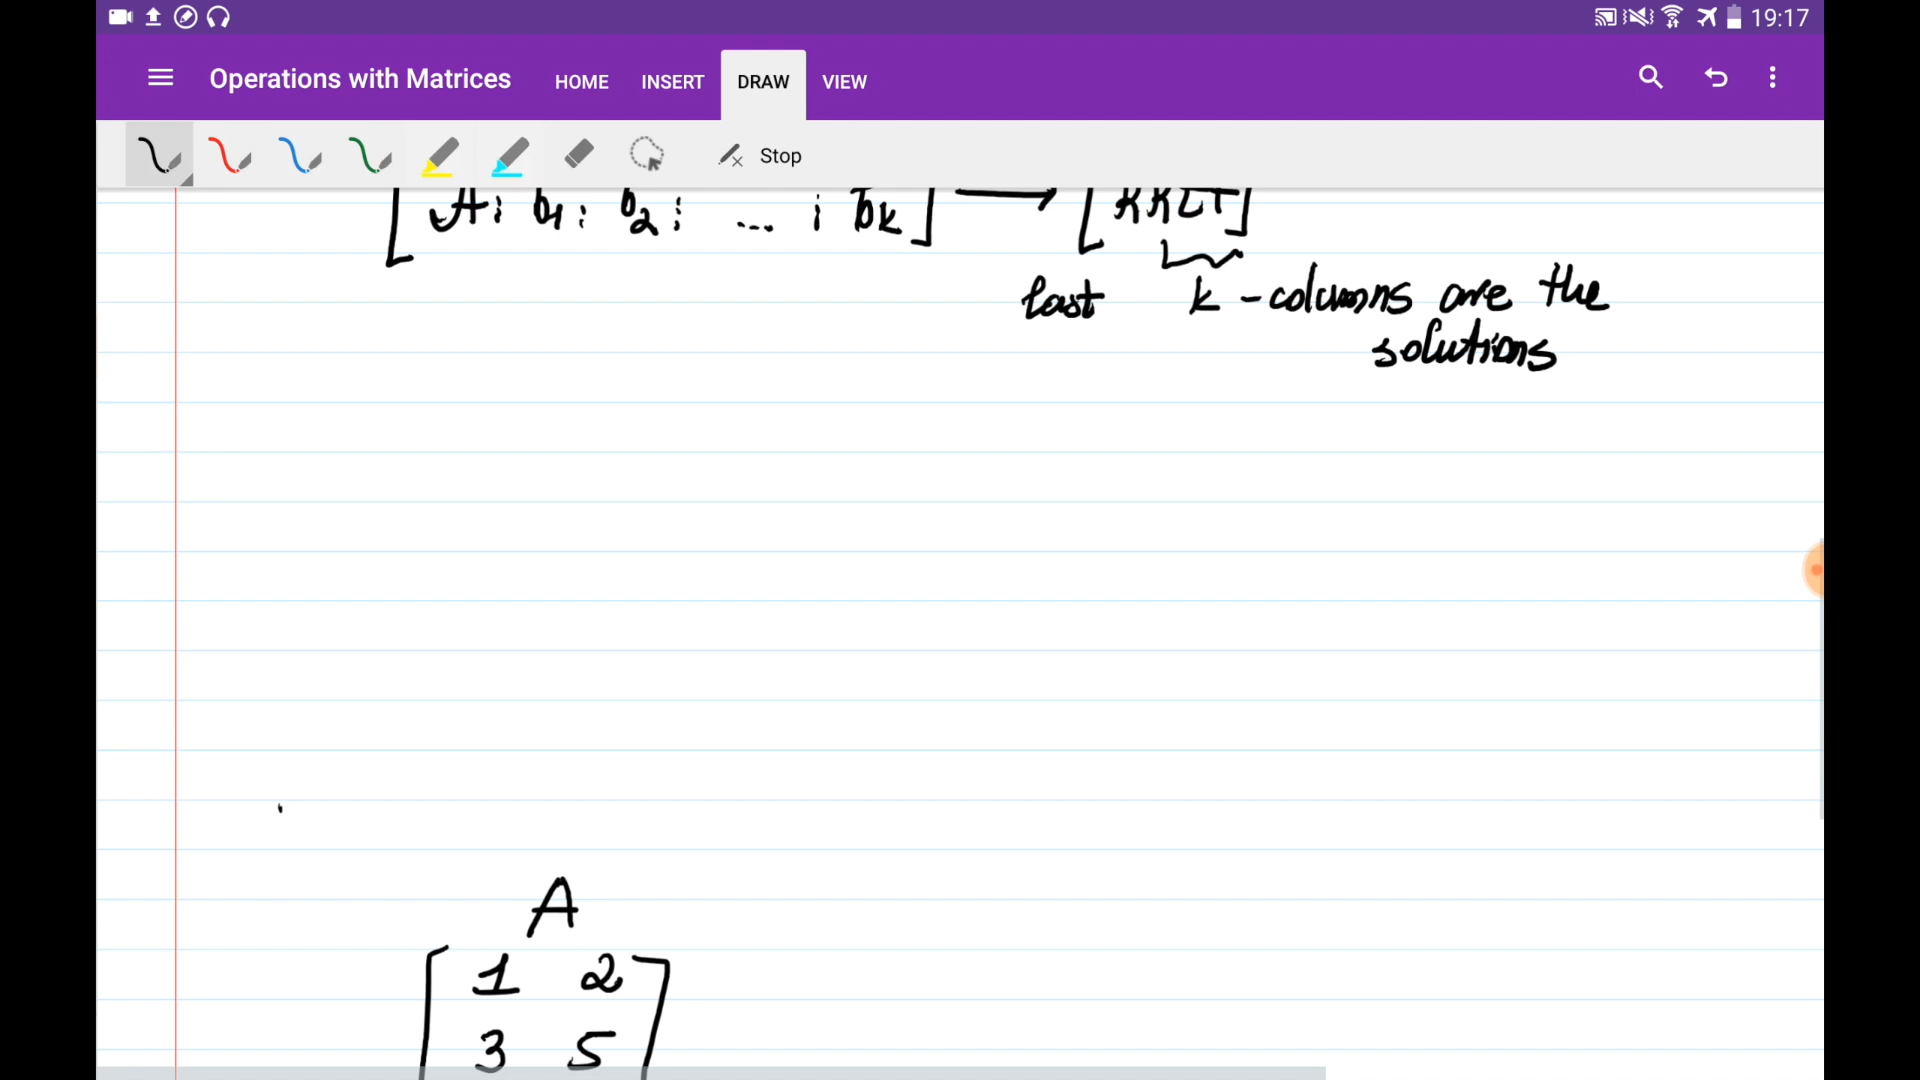 19:17
Operations with Matrices HOME INSERT DRAW VIEW
Stop
[ A ⋮ b1 ⋮ b2 ⋮ ... ⋮ bk ] → [ RREF ]
last k - columns are the
solutions
A
1 2
3 5